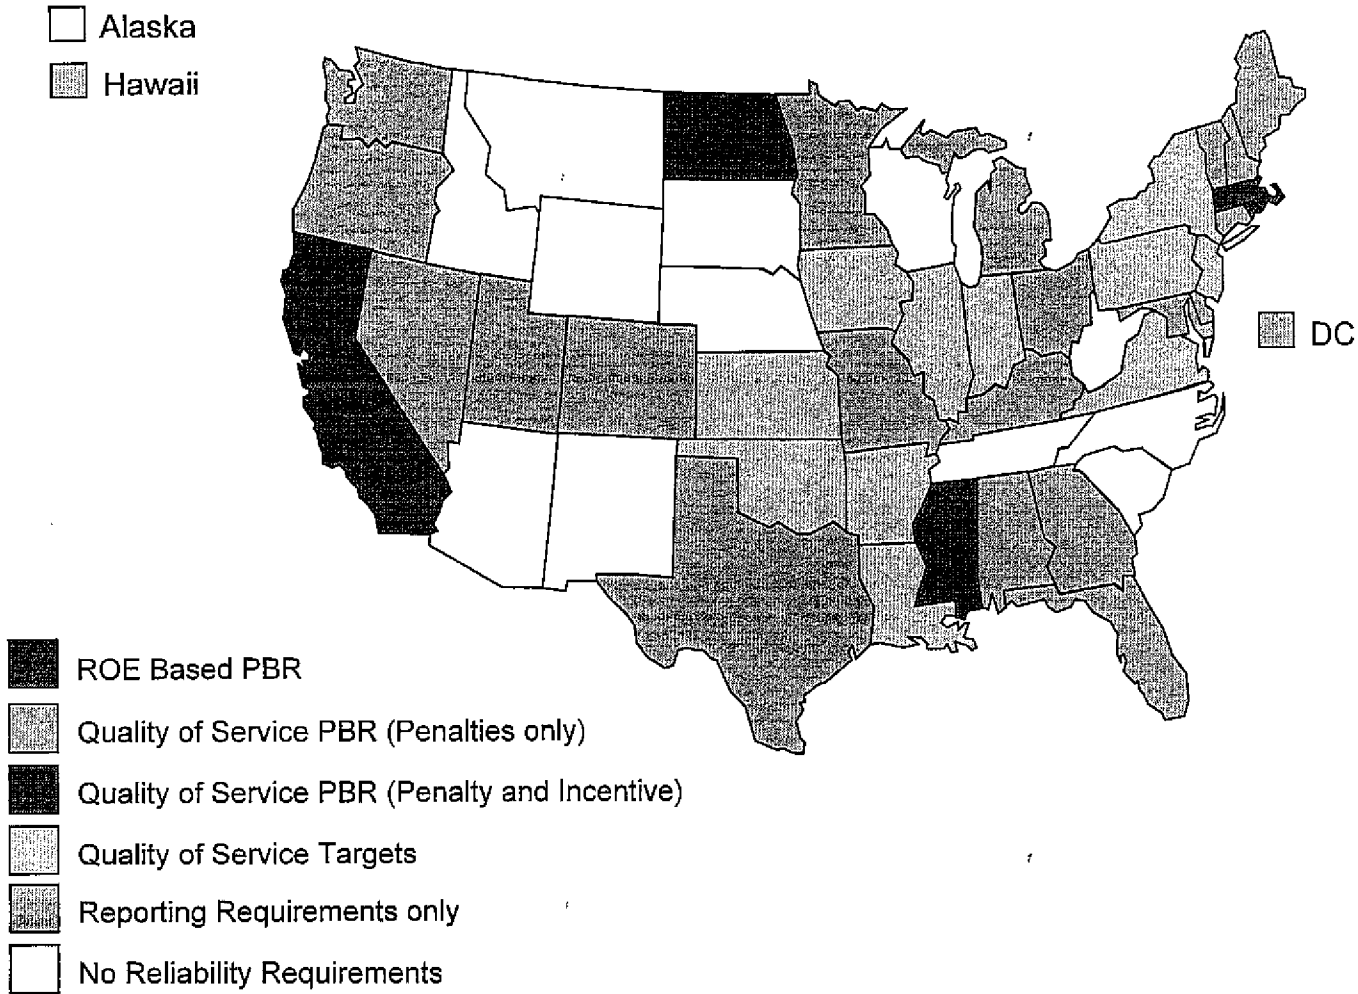 Alaska
Hawaii
DC
ROE Based PBR
Quality of Service PBR (Penalties only)
Quality of Service PBR (Penalty and Incentive)
Quality of Service Targets
Reporting Requirements only
No Reliability Requirements